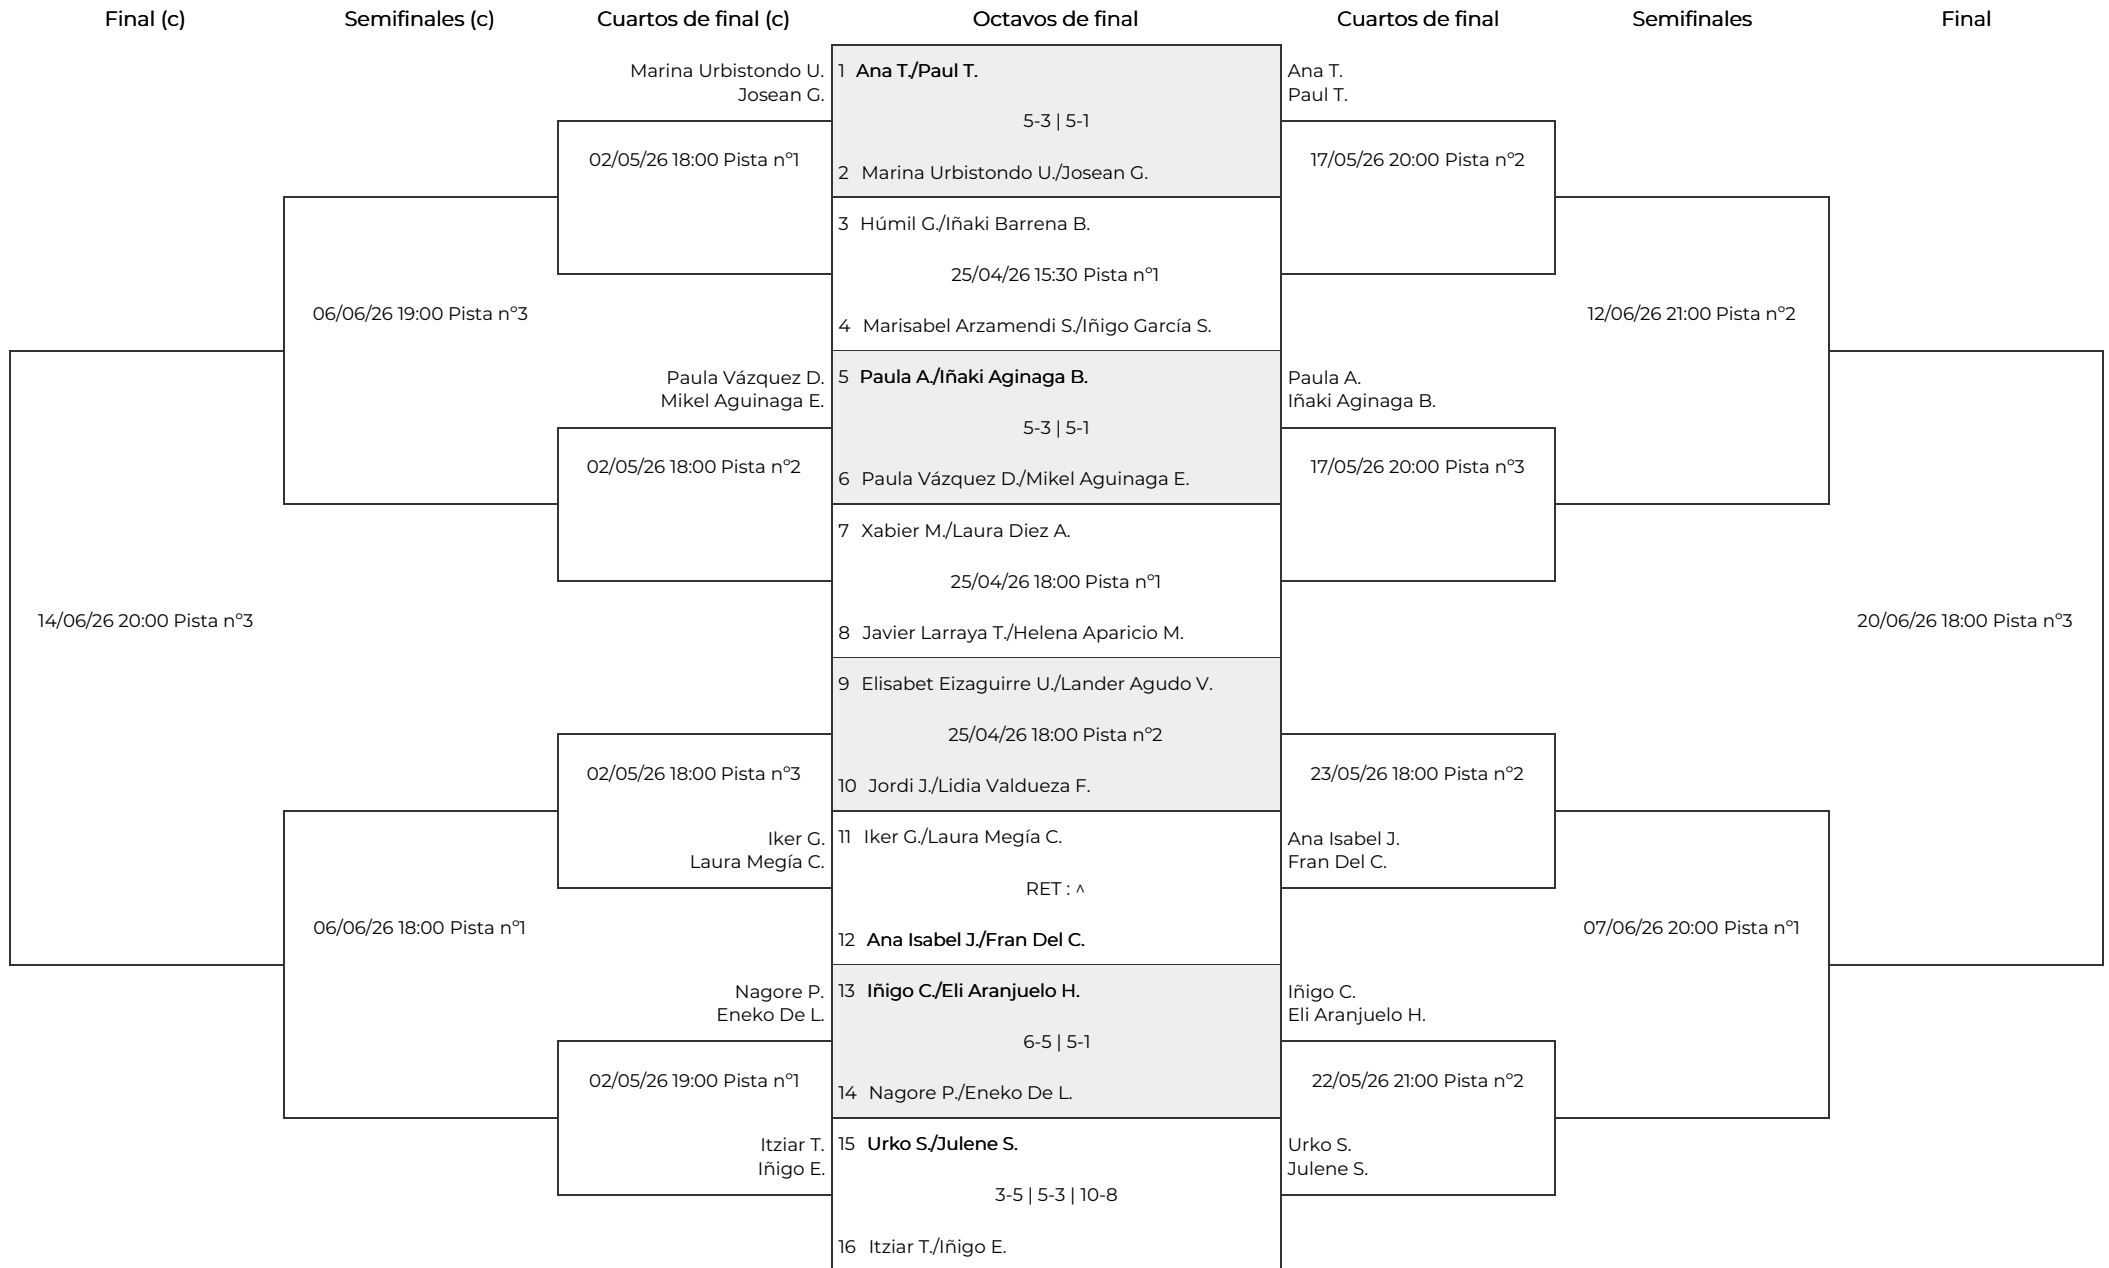 Final (c) Semifinales (c) Cuartos de final (c) Octavos de final Cuartos de final Semifinales Final
Marina Urbistondo U.
Josean G.
02/05/26 18:00 Pista nº1
06/06/26 19:00 Pista nº3
Paula Vázquez D.
Mikel Aguinaga E.
02/05/26 18:00 Pista nº2
14/06/26 20:00 Pista nº3
02/05/26 18:00 Pista nº3
Iker G.
Laura Megía C.
06/06/26 18:00 Pista nº1
Nagore P.
Eneko De L.
02/05/26 19:00 Pista nº1
Itziar T.
Iñigo E.
1 Ana T./Paul T.
5-3 | 5-1
2 Marina Urbistondo U./Josean G.
3 Húmil G./Iñaki Barrena B.
25/04/26 15:30 Pista nº1
4 Marisabel Arzamendi S./Iñigo García S.
5 Paula A./Iñaki Aginaga B.
5-3 | 5-1
6 Paula Vázquez D./Mikel Aguinaga E.
7 Xabier M./Laura Diez A.
25/04/26 18:00 Pista nº1
8 Javier Larraya T./Helena Aparicio M.
9 Elisabet Eizaguirre U./Lander Agudo V.
25/04/26 18:00 Pista nº2
10 Jordi J./Lidia Valdueza F.
11 Iker G./Laura Megía C.
RET : ^
12 Ana Isabel J./Fran Del C.
13 Iñigo C./Eli Aranjuelo H.
6-5 | 5-1
14 Nagore P./Eneko De L.
15 Urko S./Julene S.
3-5 | 5-3 | 10-8
16 Itziar T./Iñigo E.
Ana T.
Paul T.
17/05/26 20:00 Pista nº2
12/06/26 21:00 Pista nº2
Paula A.
Iñaki Aginaga B.
17/05/26 20:00 Pista nº3
20/06/26 18:00 Pista nº3
23/05/26 18:00 Pista nº2
Ana Isabel J.
Fran Del C.
07/06/26 20:00 Pista nº1
Iñigo C.
Eli Aranjuelo H.
22/05/26 21:00 Pista nº2
Urko S.
Julene S.